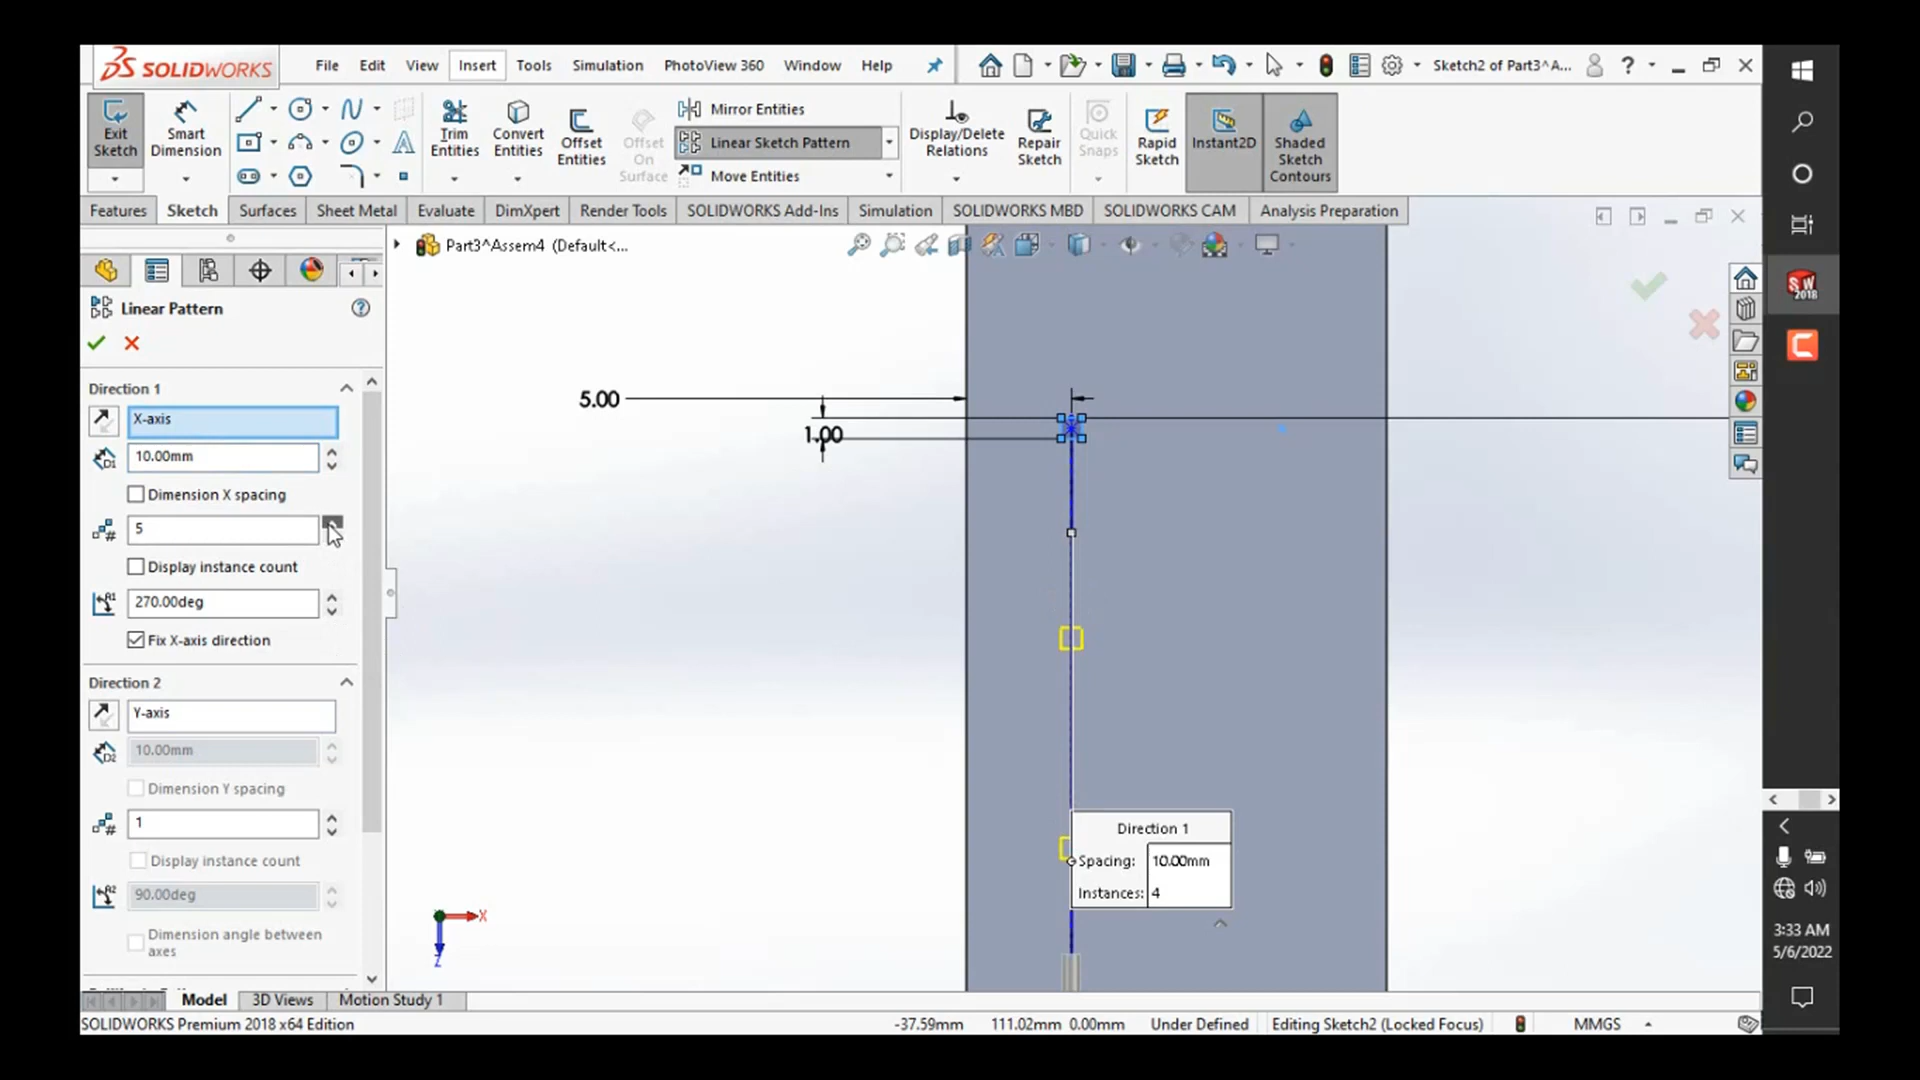 SOLIDWORKS File Edit View Insert Tools Simulation PhotoView 360 Window Help Sketch2 of Part3^A... ?
Exit Sketch
Smart Dimension
Trim Entities
Convert Entities
Offset Entities
Offset On Surface
Mirror Entities
Linear Sketch Pattern
Move Entities
Display/Delete Relations
Repair Sketch
Quick Snaps
Rapid Sketch
Instant2D
Shaded Sketch Contours
Features Sketch Surfaces Sheet Metal Evaluate DimXpert Render Tools SOLIDWORKS Add-Ins Simulation SOLIDWORKS MBD SOLIDWORKS CAM Analysis Preparation
Part3^Assem4 (Default<...
Linear Pattern
Direction 1
X-axis
10.00mm
Dimension X spacing
5
Display instance count
270.00deg
Fix X-axis direction
Direction 2
Y-axis
10.00mm
Dimension Y spacing
1
Display instance count
90.00deg
Dimension angle between
axes
5.00
1.00
Direction 1
Spacing: 10.00mm
Instances: 4
X
Z
SW
2018
3:33 AM
5/6/2022
Model 3D Views Motion Study 1
SOLIDWORKS Premium 2018 x64 Edition -37.59mm 111.02mm 0.00mm Under Defined Editing Sketch2 (Locked Focus) MMGS